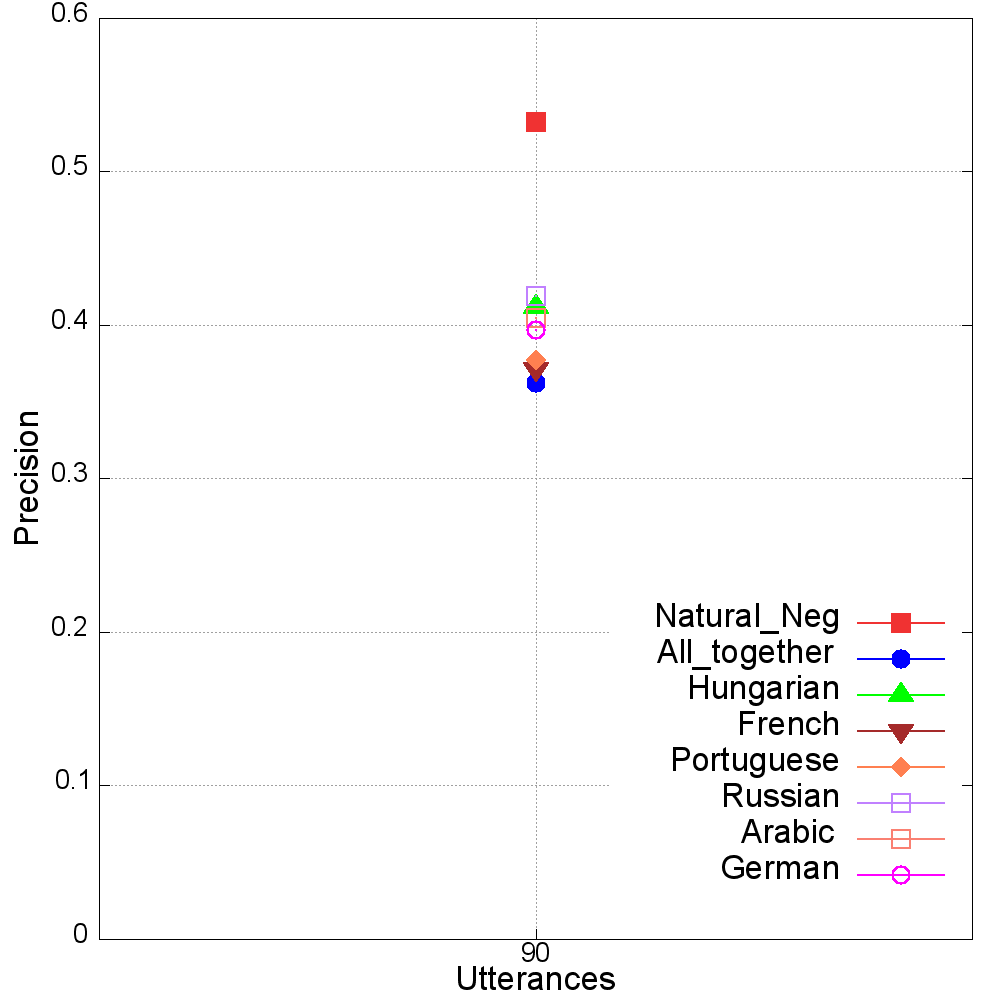 0.6
0.5
0.4
0.3
0.2
0.1
0
Precision
Natural_Neg
All_together
Hungarian
French
Portuguese
Russian
Arabic
German
90
Utterances